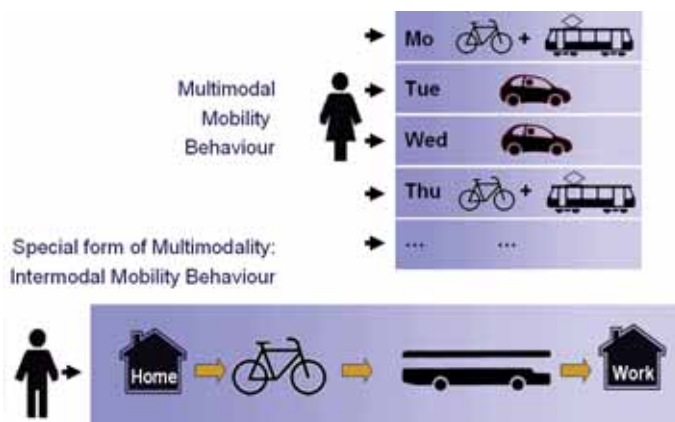 Multimodal
Mobility
Behaviour
Mo +
Tue
Wed
Thu +
... ...
Special form of Multimodality:
Intermodal Mobility Behaviour
Home
Work